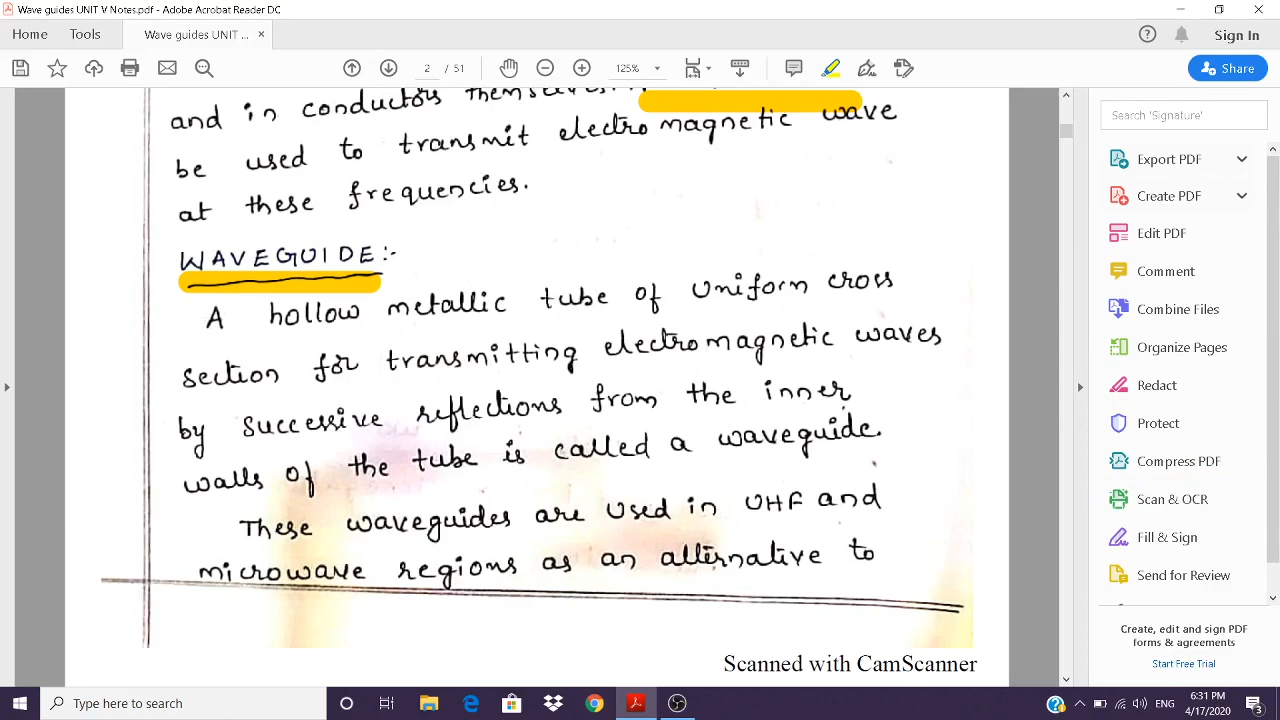 Wave guides UNIT V Notes.pdf - Adobe Acrobat Reader DC
Home Tools Wave guides UNIT ... × Sign In
2 / 51 125% Share
and in conductors themselves.
be used to transmit electromagnetic wave
at these frequencies.
WAVEGUIDE:-
A hollow metallic tube of uniform cross
section for transmitting electromagnetic waves
by successive reflections from the inner
walls of the tube is called a waveguide.
These waveguides are used in UHF and
microwave regions as an alternative to
Scanned with CamScanner
Search 'Signature'
Export PDF
Create PDF
Edit PDF
Comment
Combine Files
Organize Pages
Redact
Protect
Compress PDF
Scan & OCR
Fill & Sign
Send for Review
Create, edit and sign PDF
forms & agreements
Start Free Trial
Type here to search
6:31 PM
4/17/2020
3